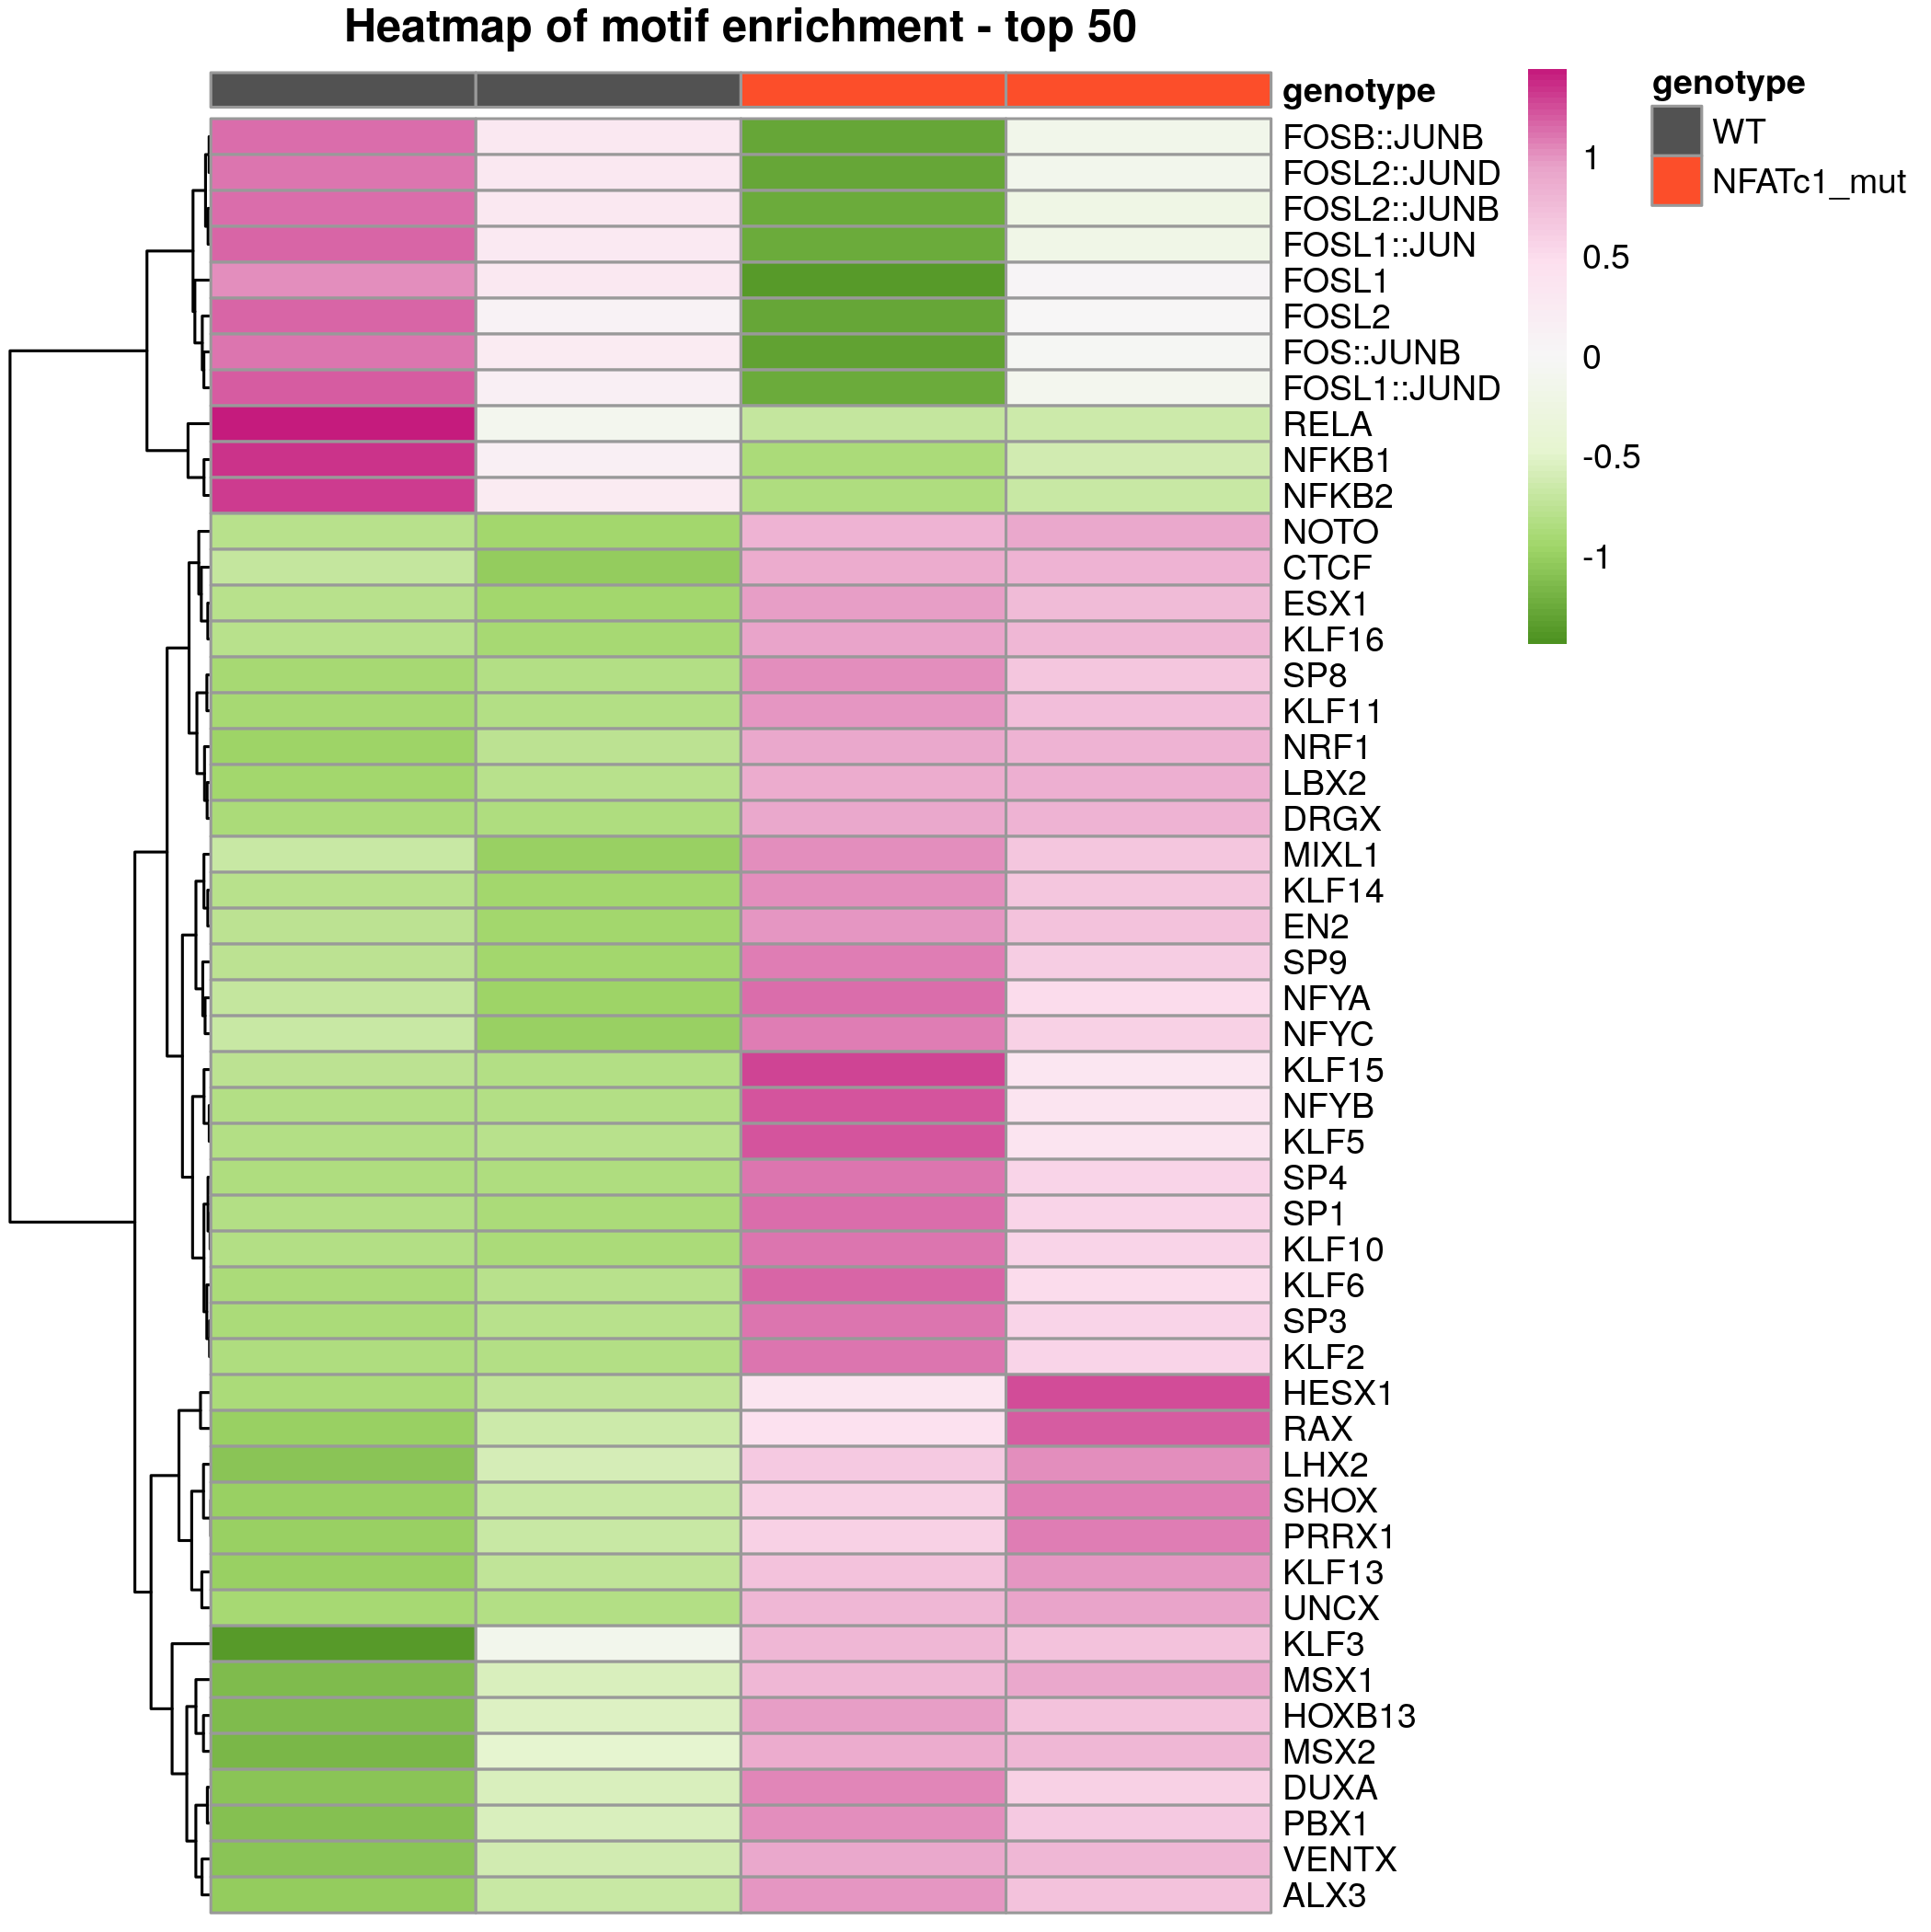 Heatmap of motif enrichment - top 50
genotype
FOSB::JUNB
FOSL2::JUND
FOSL2::JUNB
FOSL1::JUN
FOSL1
FOSL2
FOS::JUNB
FOSL1::JUND
RELA
NFKB1
NFKB2
NOTO
CTCF
ESX1
KLF16
SP8
KLF11
NRF1
LBX2
DRGX
MIXL1
KLF14
EN2
SP9
NFYA
NFYC
KLF15
NFYB
KLF5
SP4
SP1
KLF10
KLF6
SP3
KLF2
HESX1
RAX
LHX2
SHOX
PRRX1
KLF13
UNCX
KLF3
MSX1
HOXB13
MSX2
DUXA
PBX1
VENTX
ALX3
1
0.5
0
-0.5
-1
genotype
WT
NFATc1_mut